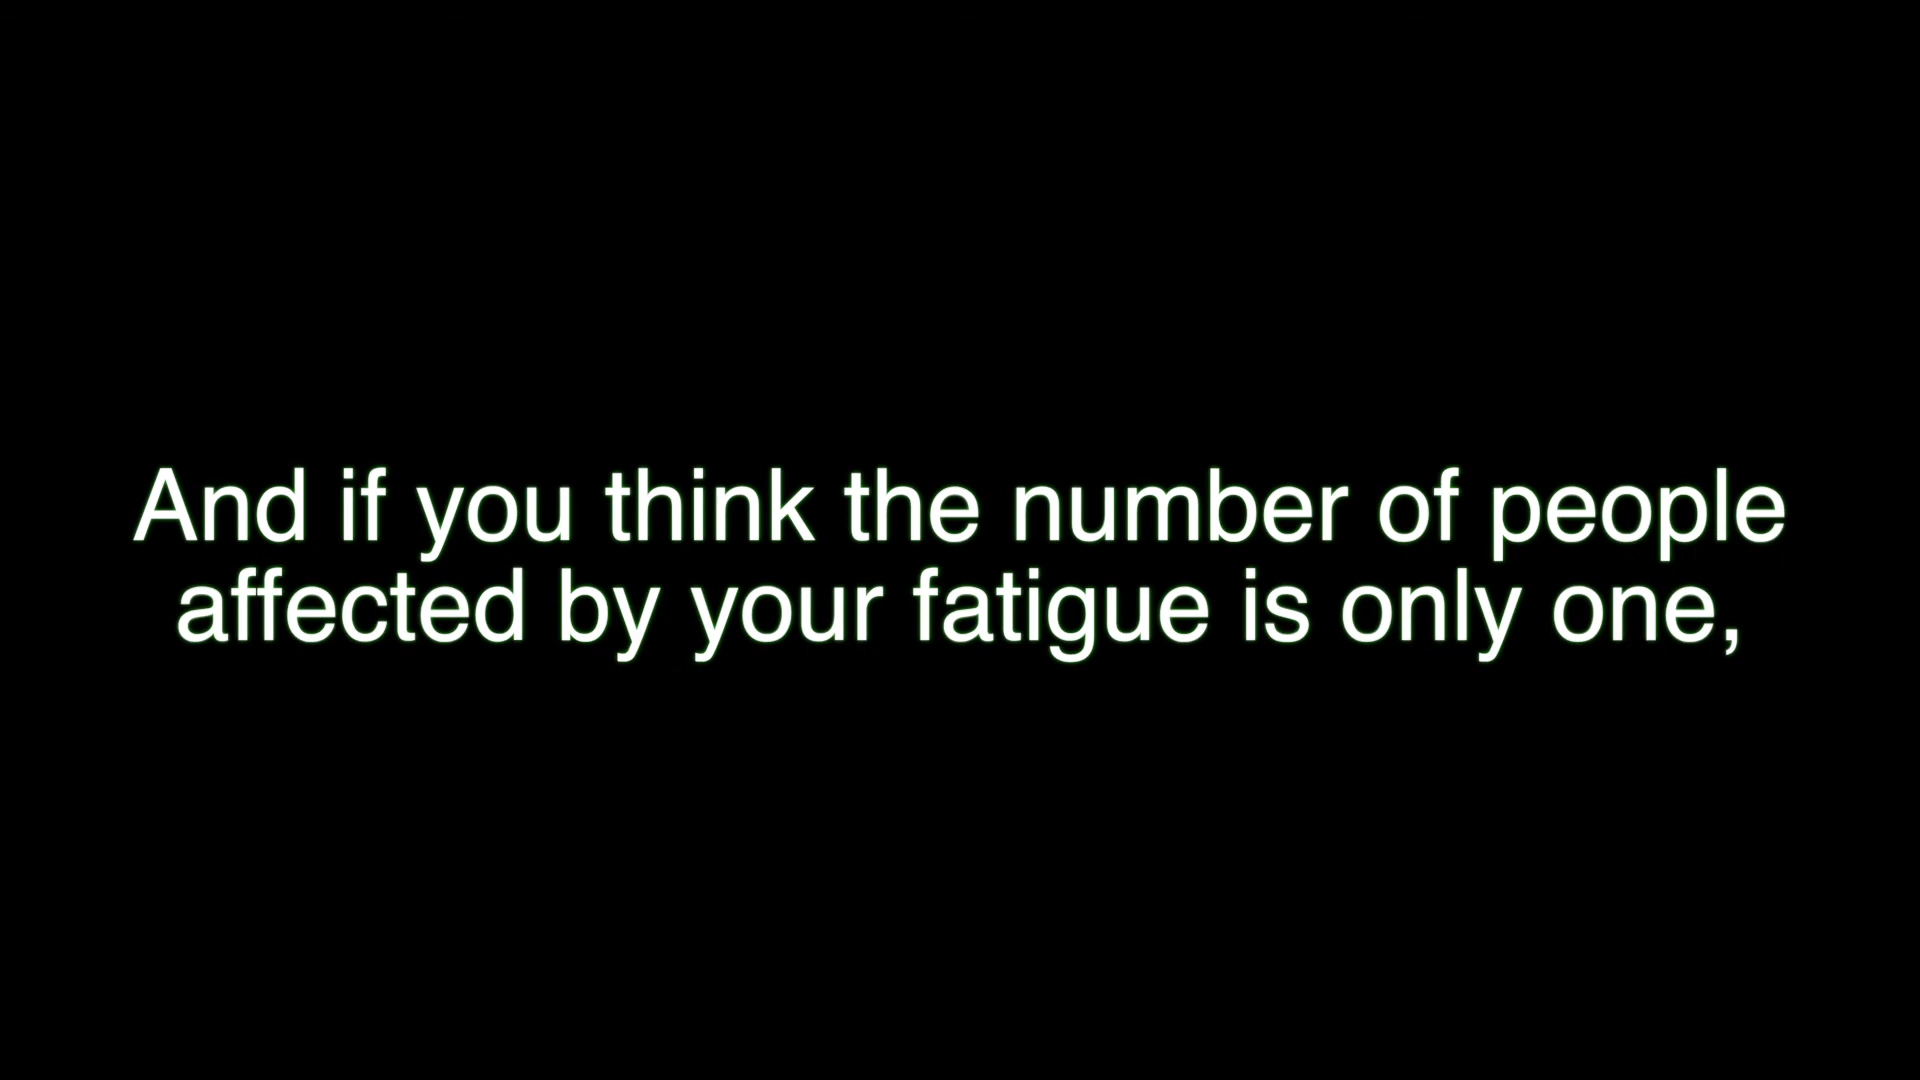 And if you think the number of people
affected by your fatigue is only one,